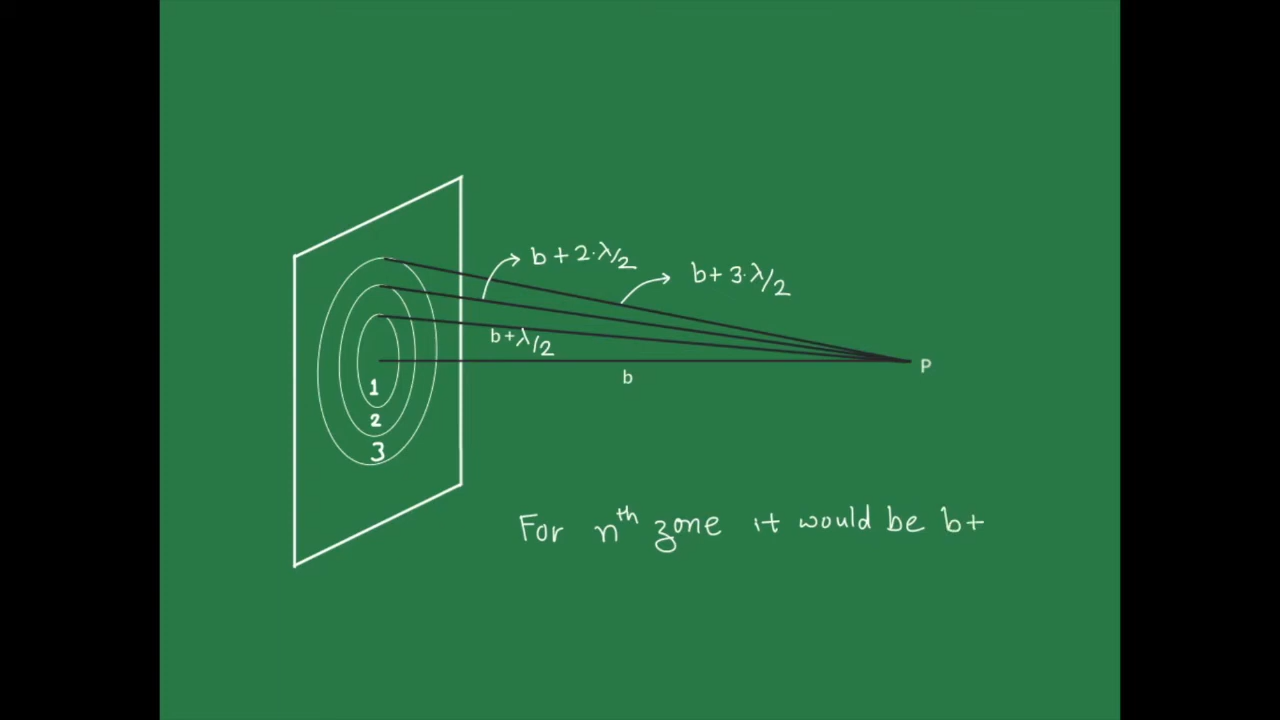 b + 2·λ/2
b+ 3·λ/2
b+λ/2
b
P
1
2
3
For nᵗʰ zone it would be b+